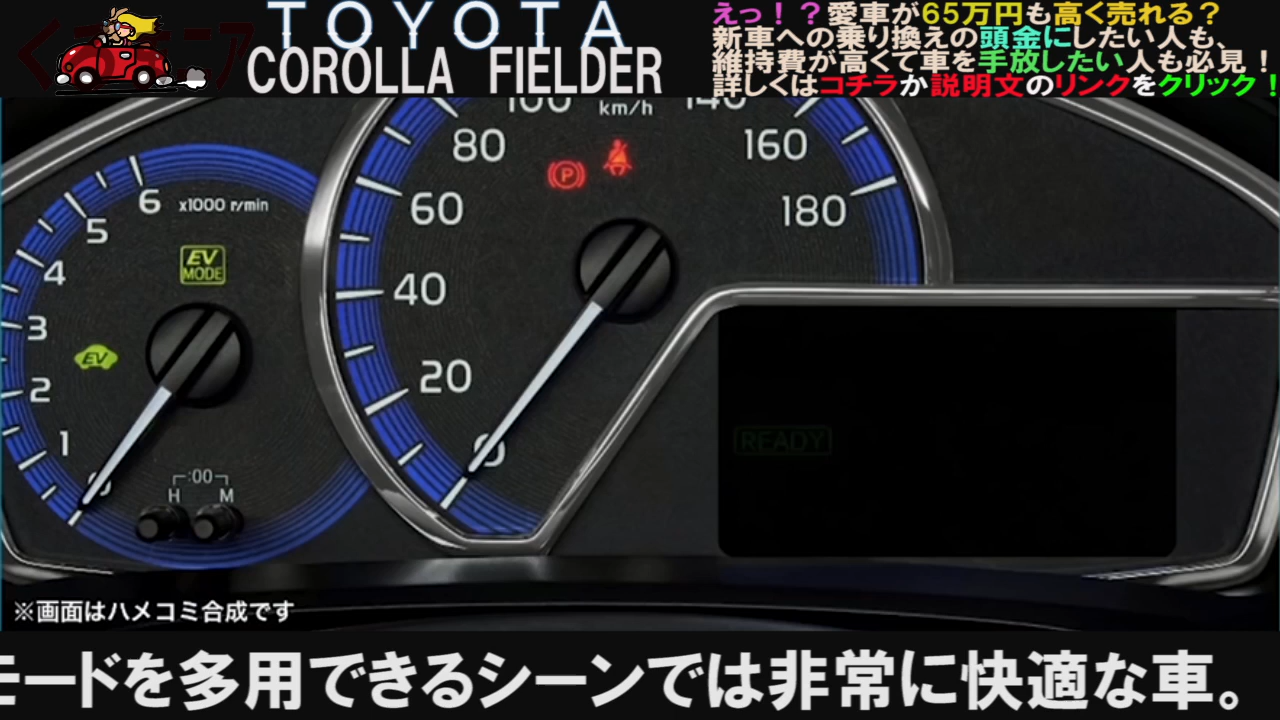 くるマニア
TOYOTA
COROLLA FIELDER
えっ！？愛車が65万円も高く売れる？
新車への乗り換えの頭金にしたい人も、
維持費が高くて車を手放したい人も必見！
詳しくはコチラか説明文のリンクをクリック！
100
km/h
140
80
160
60
180
40
20
0
P
6
x1000 r/min
5
4
3
2
1
0
EV
MODE
EV
:00
H M
READY
※画面はハメコミ合成です
モードを多用できるシーンでは非常に快適な車。